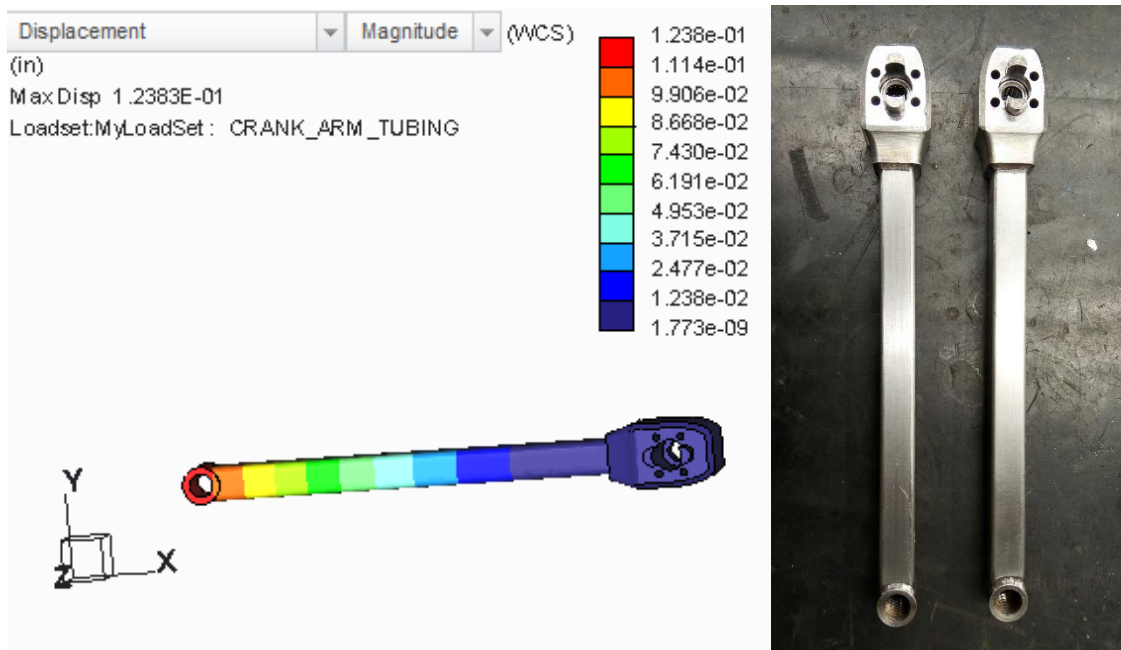 Displacement Magnitude (WCS)
(in)
Max Disp 1.2383E-01
Loadset:MyLoadSet : CRANK_ARM_TUBING
1.238e-01
1.114e-01
9.906e-02
8.668e-02
7.430e-02
6.191e-02
4.953e-02
3.715e-02
2.477e-02
1.238e-02
1.773e-09
Y
X
Z